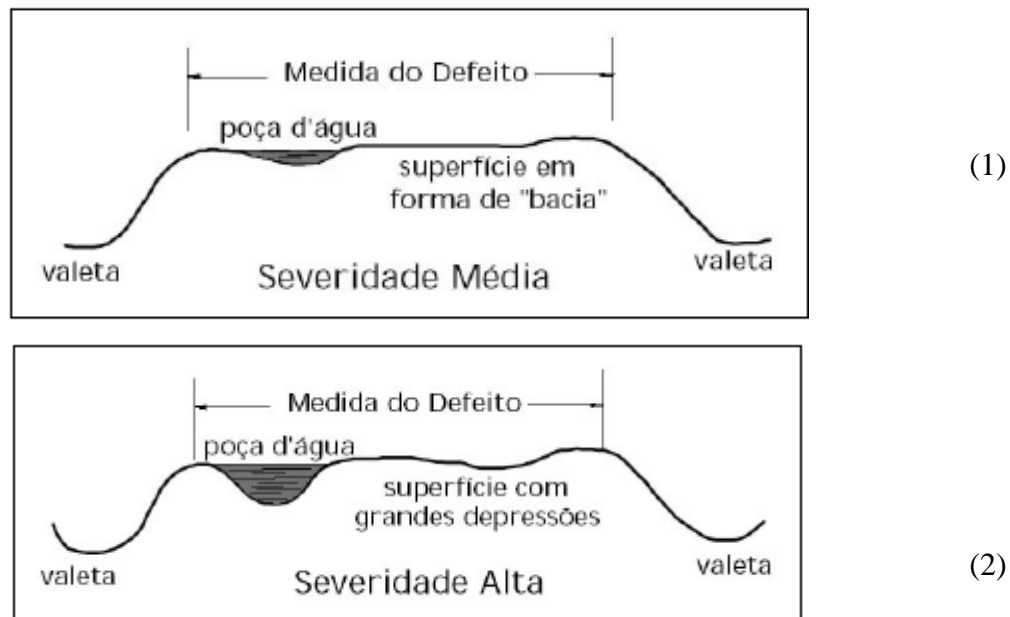 Medida do Defeito
poça d'água
(1)
superfície em
forma de "bacia"
valeta
valeta
Severidade Média
Medida do Defeito
poça d'água
superfície com
grandes depressões
valeta
valeta
(2)
Severidade Alta